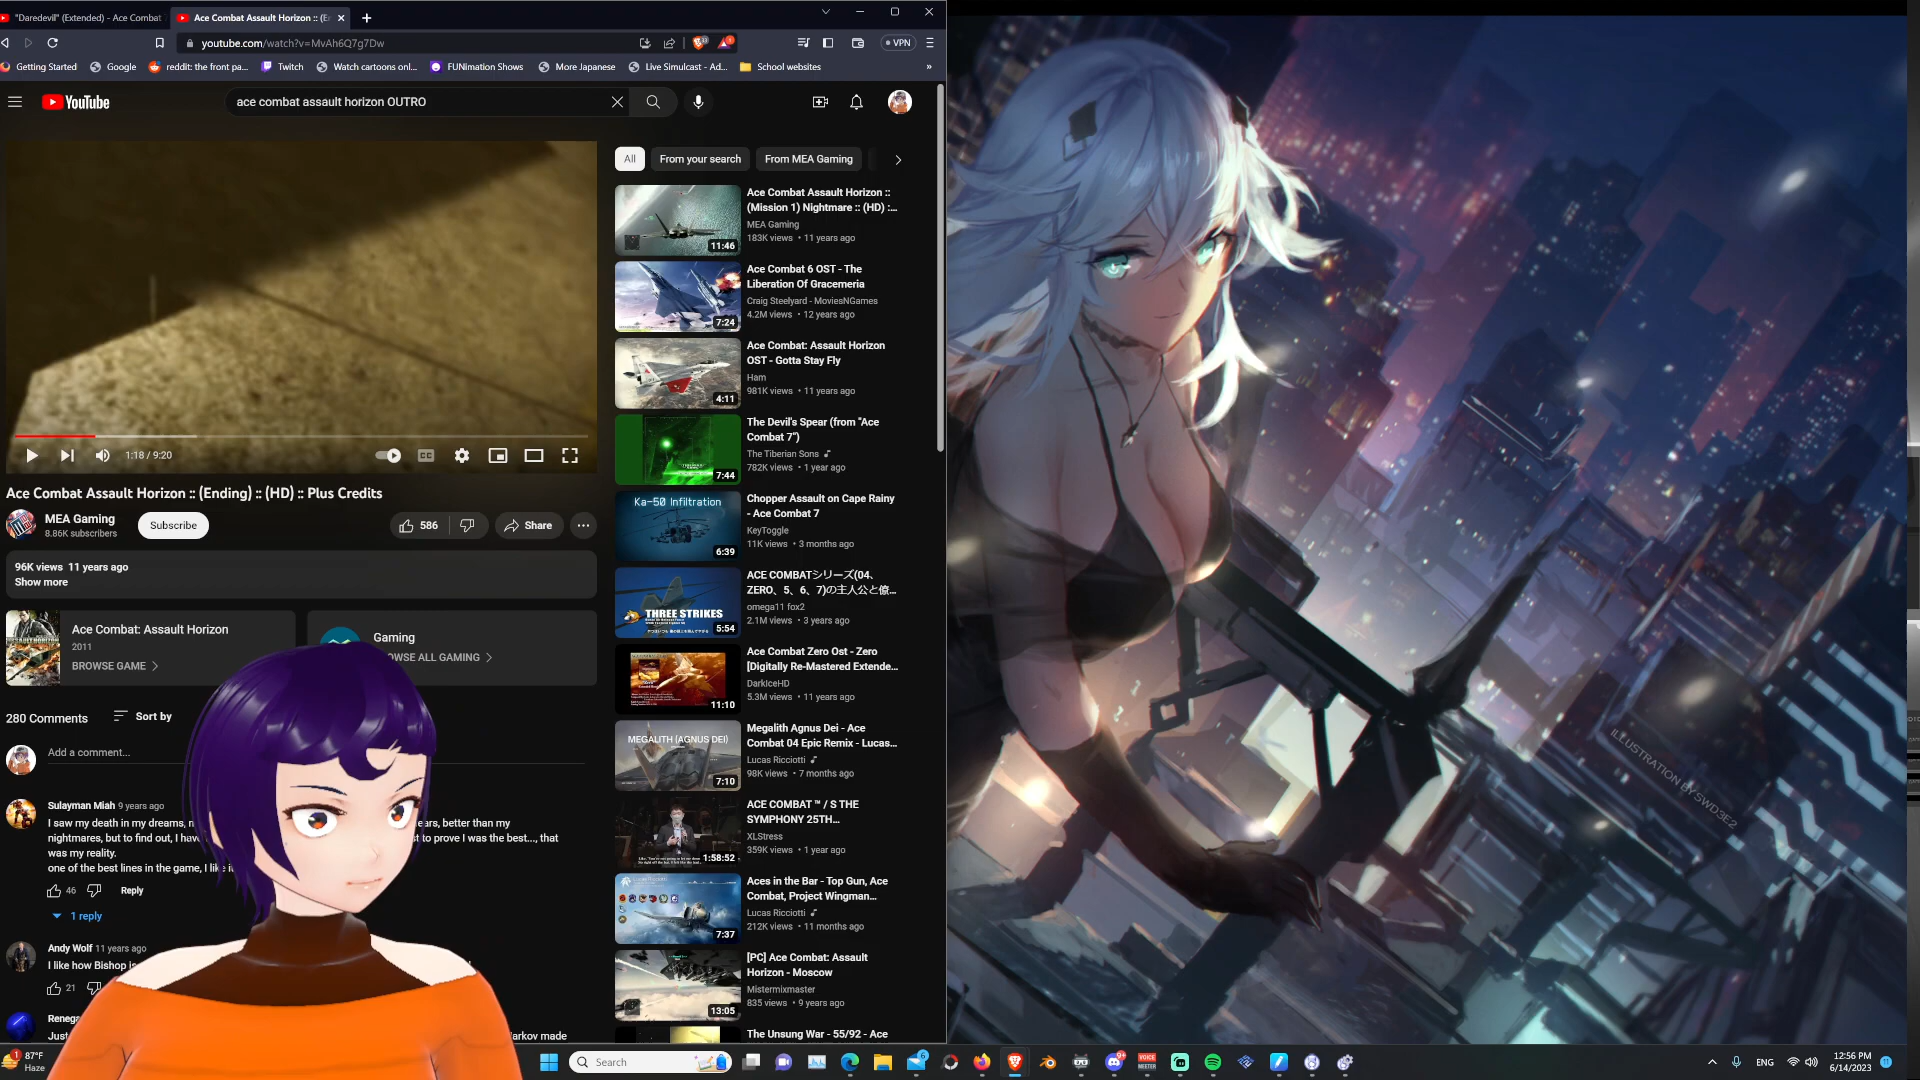 "Daredevil" (Extended) - Ace Combat
Ace Combat Assault Horizon :: (E
youtube.com/watch?v=MvAh6Q7g7Dw
VPN
Getting Started
Google
reddit: the front pa...
Twitch
Watch cartoons onl...
FUNimation Shows
More Japanese
Live Simulcast - Ad...
School websites
YouTube
ace combat assault horizon OUTRO
All
From your search
From MEA Gaming
1:18 / 9:20
Ace Combat Assault Horizon :: (Ending) :: (HD) :: Plus Credits
MEA Gaming
8.86K subscribers
Subscribe
586
Share
96K views 11 years ago
Show more
Ace Combat: Assault Horizon
2011
BROWSE GAME
Gaming
OWSE ALL GAMING
280 Comments
Sort by
Add a comment...
Sulayman Miah 9 years ago
I saw my death in my dreams, ears, better than my
nightmares, but to find out, I have t to prove I was the best..., that
was my reality.
one of the best lines in the game, I like i
46
Reply
1 reply
Andy Wolf 11 years ago
I like how Bishop is
21
Renega
Just arkov made
Ace Combat Assault Horizon ::
(Mission 1) Nightmare :: (HD) :...
MEA Gaming
183K views • 11 years ago
11:46
Ace Combat 6 OST - The
Liberation Of Gracemeria
Craig Steelyard - MoviesNGames
4.2M views • 12 years ago
7:24
Ace Combat: Assault Horizon
OST - Gotta Stay Fly
Ham
981K views • 11 years ago
4:11
The Devil's Spear (from "Ace
Combat 7")
The Tiberian Sons
782K views • 1 year ago
7:44
Ka-50 Infiltration
Chopper Assault on Cape Rainy
- Ace Combat 7
KeyToggle
11K views • 3 months ago
6:39
ACE COMBATシリーズ(04、
ZERO、5、6、7)の主人公と僚...
omega11 fox2
2.1M views • 3 years ago
THREE STRIKES
5:54
Ace Combat Zero Ost - Zero
[Digitally Re-Mastered Extende...
DarkIceHD
5.3M views • 11 years ago
11:10
MEGALITH (AGNUS DEI)
Megalith Agnus Dei - Ace
Combat 04 Epic Remix - Lucas...
Lucas Ricciotti
98K views • 7 months ago
7:10
ACE COMBAT™ / S THE
SYMPHONY 25TH...
XLStress
359K views • 1 year ago
1:58:52
Aces in the Bar - Top Gun, Ace
Combat, Project Wingman...
Lucas Ricciotti
212K views • 11 months ago
7:37
[PC] Ace Combat: Assault
Horizon - Moscow
Mistermixmaster
835 views • 9 years ago
13:05
The Unsung War - 55/92 - Ace
ILLUSTRATION BY SWD3E2
87°F
Haze
Search
ENG
12:56 PM
6/14/2023